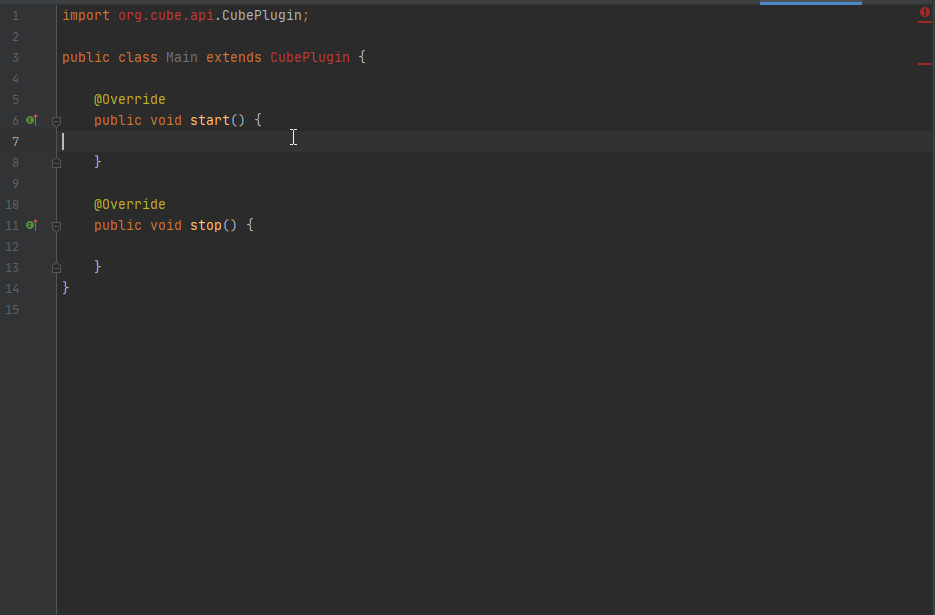 1 import org.cube.api.CubePlugin;
2
3 public class Main extends CubePlugin {
4
5 @Override
6 public void start() {
7
8 }
9
10 @Override
11 public void stop() {
12
13 }
14 }
15